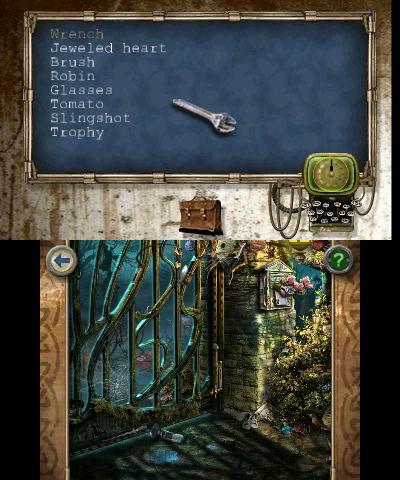 Wrench
Jeweled heart
Brush
Robin
Glasses
Tomato
Slingshot
Trophy
?